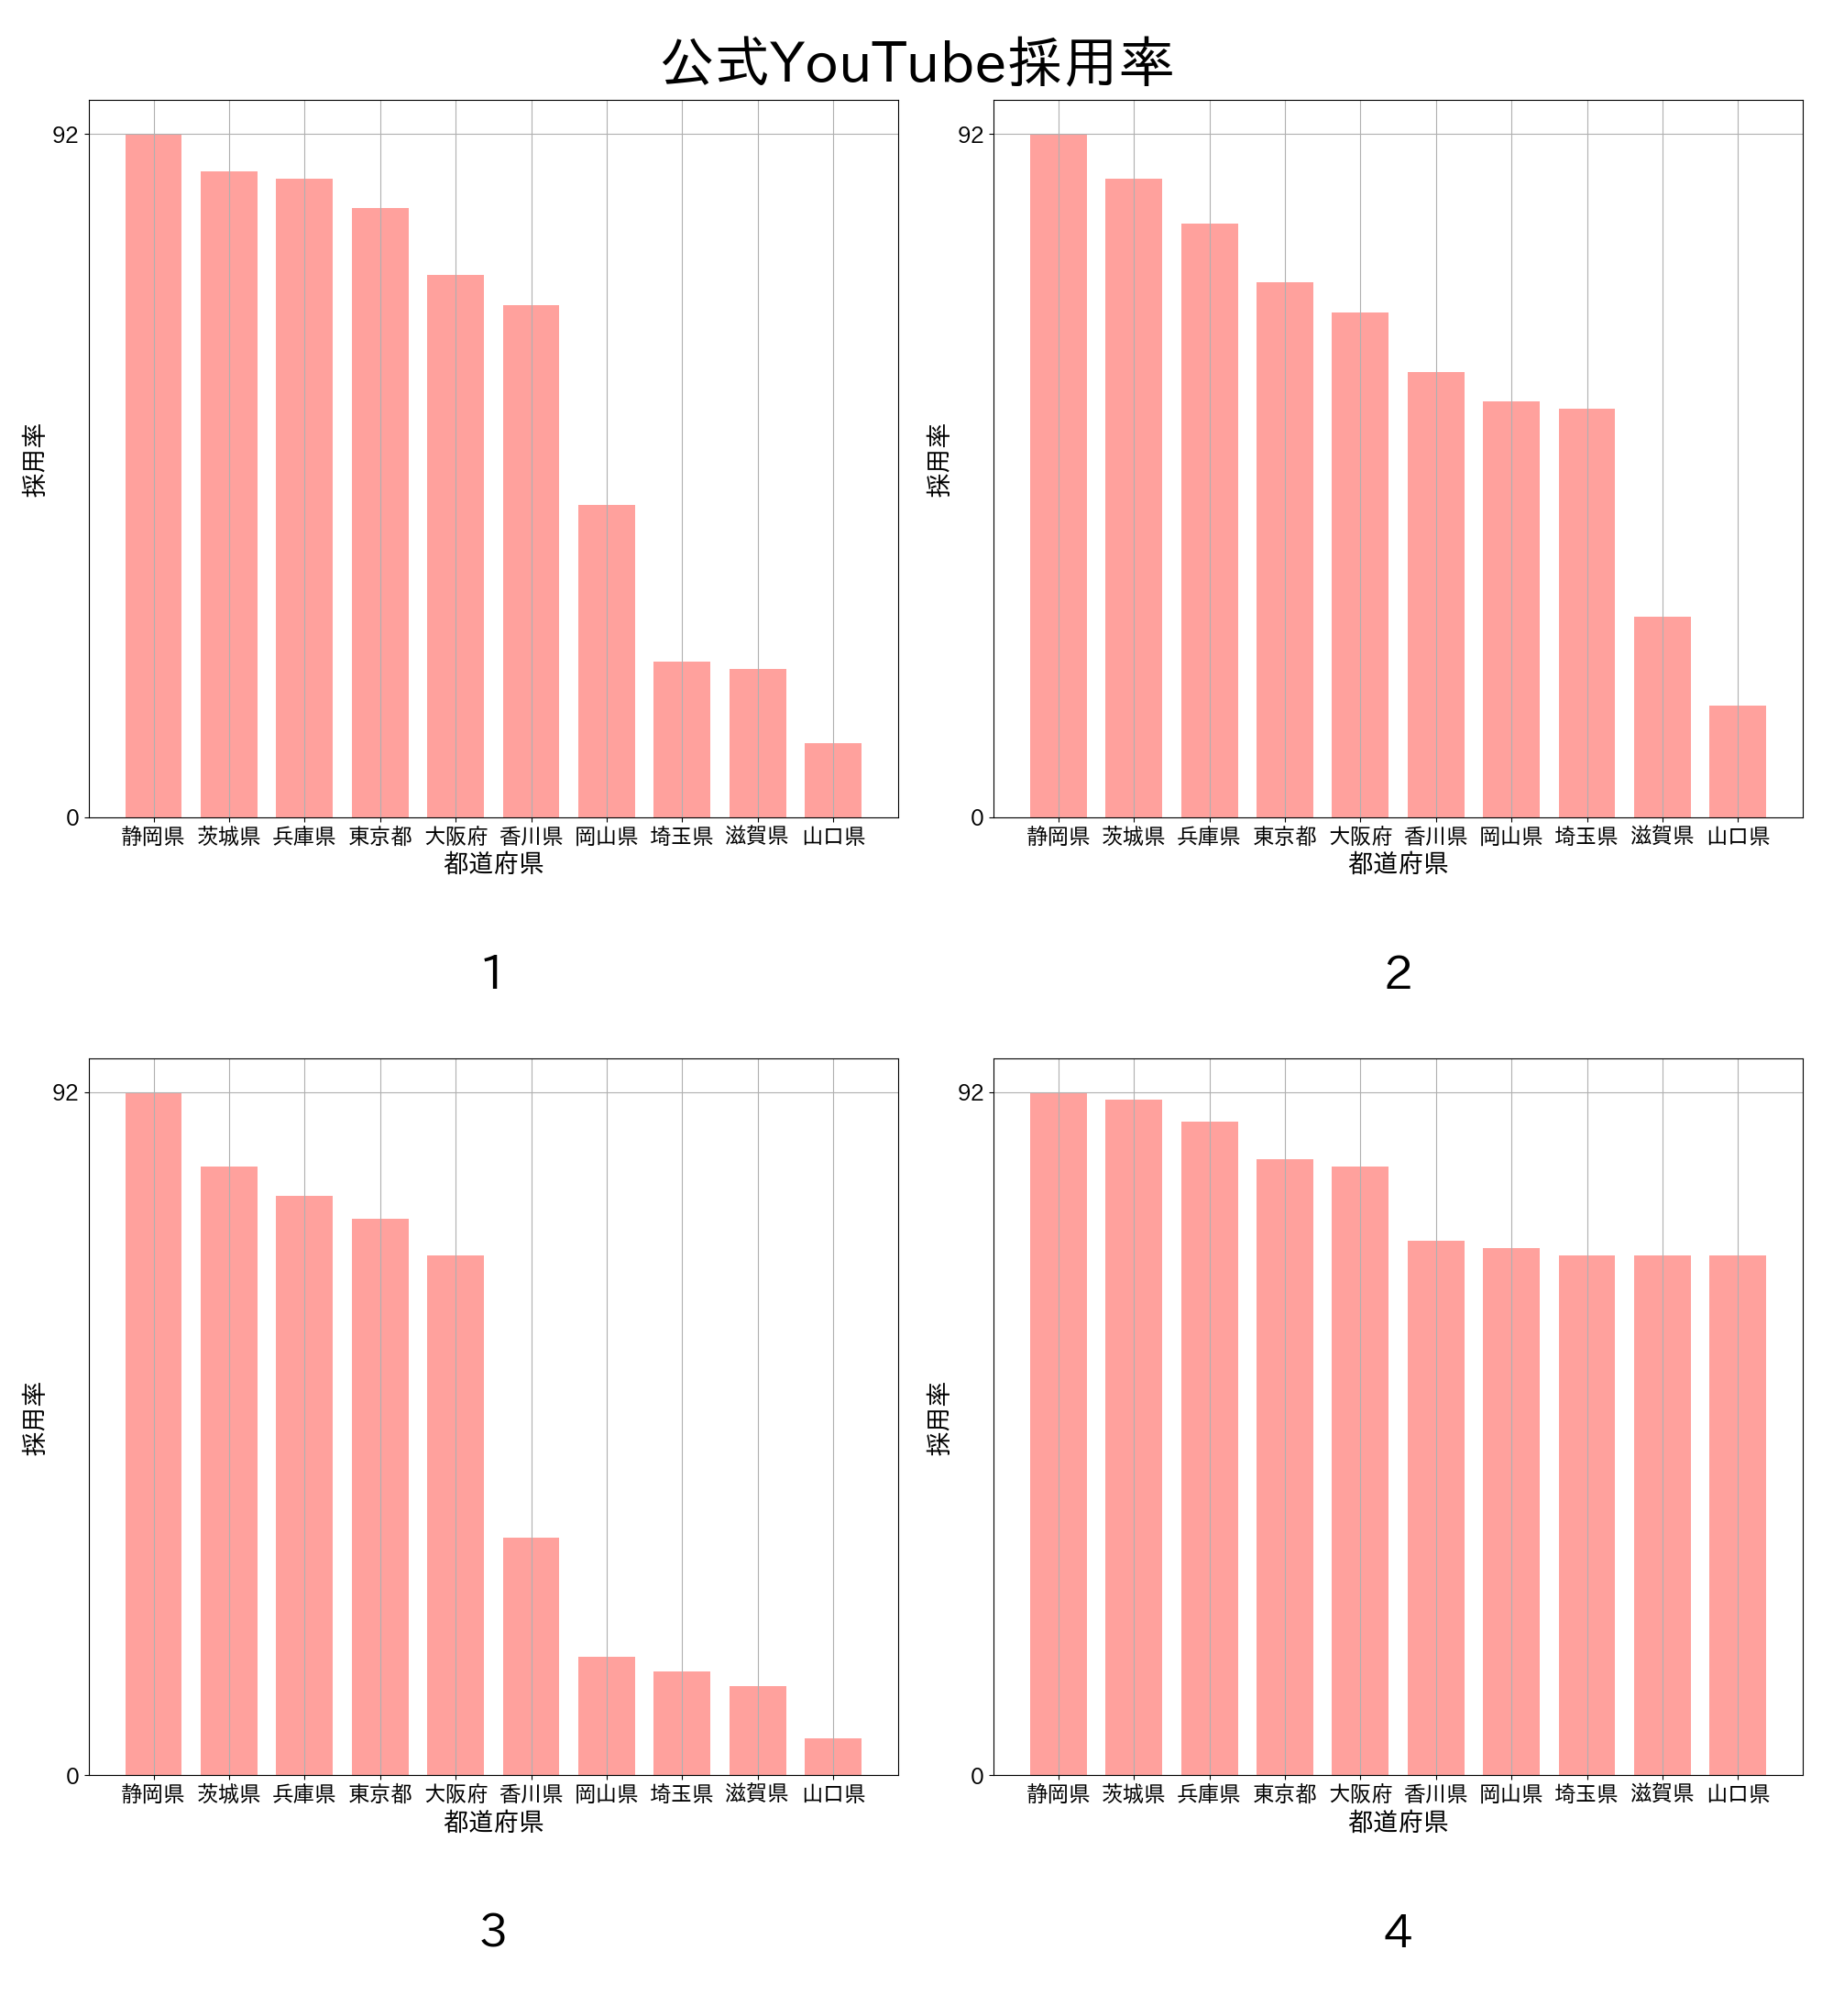 公式YouTube採用率
92
0
採用率
静岡県 茨城県 兵庫県 東京都 大阪府 香川県 岡山県 埼玉県 滋賀県 山口県
都道府県
1
92
0
採用率
静岡県 茨城県 兵庫県 東京都 大阪府 香川県 岡山県 埼玉県 滋賀県 山口県
都道府県
2
92
0
採用率
静岡県 茨城県 兵庫県 東京都 大阪府 香川県 岡山県 埼玉県 滋賀県 山口県
都道府県
3
92
0
採用率
静岡県 茨城県 兵庫県 東京都 大阪府 香川県 岡山県 埼玉県 滋賀県 山口県
都道府県
4